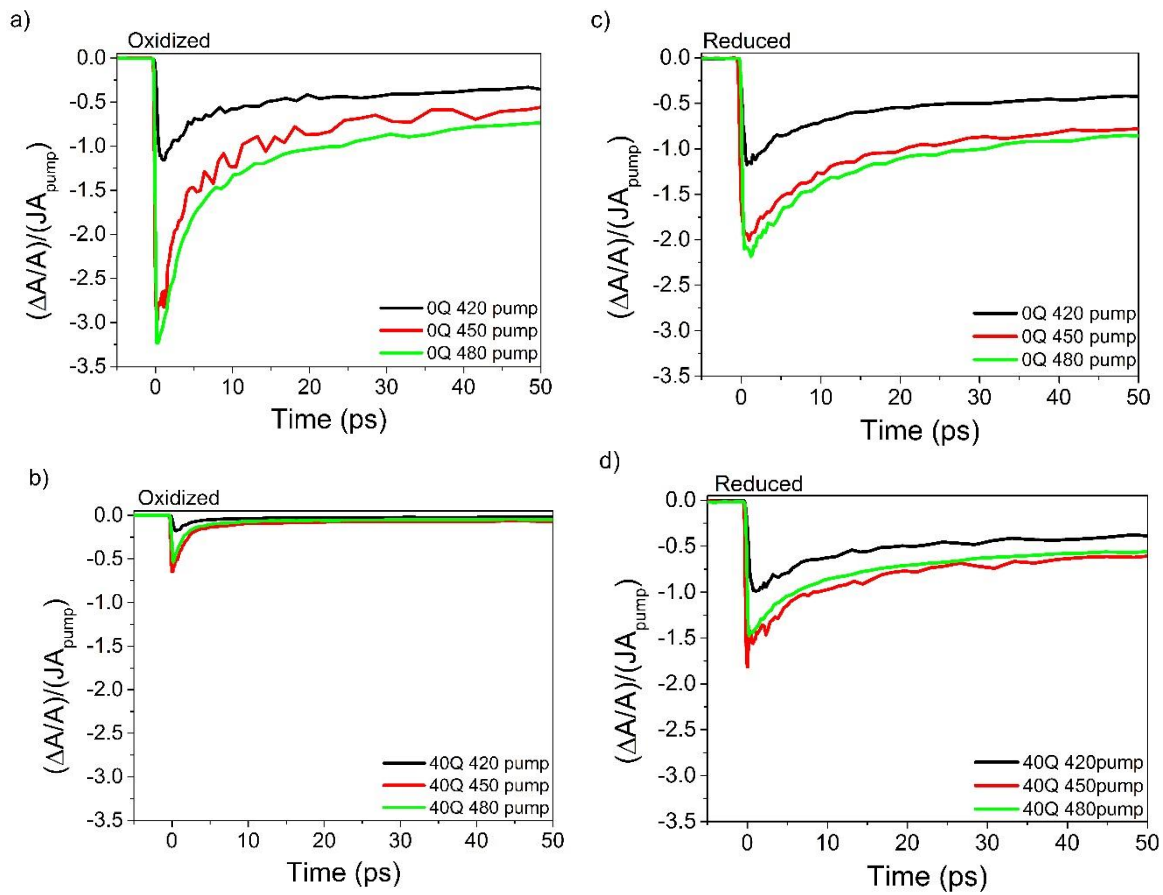 a)
Oxidized
0.0
-0.5
-1.0
-1.5
-2.0
-2.5
-3.0
-3.5
(ΔA/A)/(JA_pump)
0Q 420 pump
0Q 450 pump
0Q 480 pump
0 10 20 30 40 50
Time (ps)
c)
Reduced
0.0
-0.5
-1.0
-1.5
-2.0
-2.5
-3.0
-3.5
(ΔA/A)/(JA_pump)
0Q 420 pump
0Q 450 pump
0Q 480 pump
0 10 20 30 40 50
Time (ps)
b)
Oxidized
0.0
-0.5
-1.0
-1.5
-2.0
-2.5
-3.0
-3.5
(ΔA/A)/(JA_pump)
40Q 420 pump
40Q 450 pump
40Q 480 pump
0 10 20 30 40 50
Time (ps)
d)
Reduced
0.0
-0.5
-1.0
-1.5
-2.0
-2.5
-3.0
-3.5
(ΔA/A)/(JA_pump)
40Q 420pump
40Q 450pump
40Q 480pump
0 10 20 30 40 50
Time (ps)